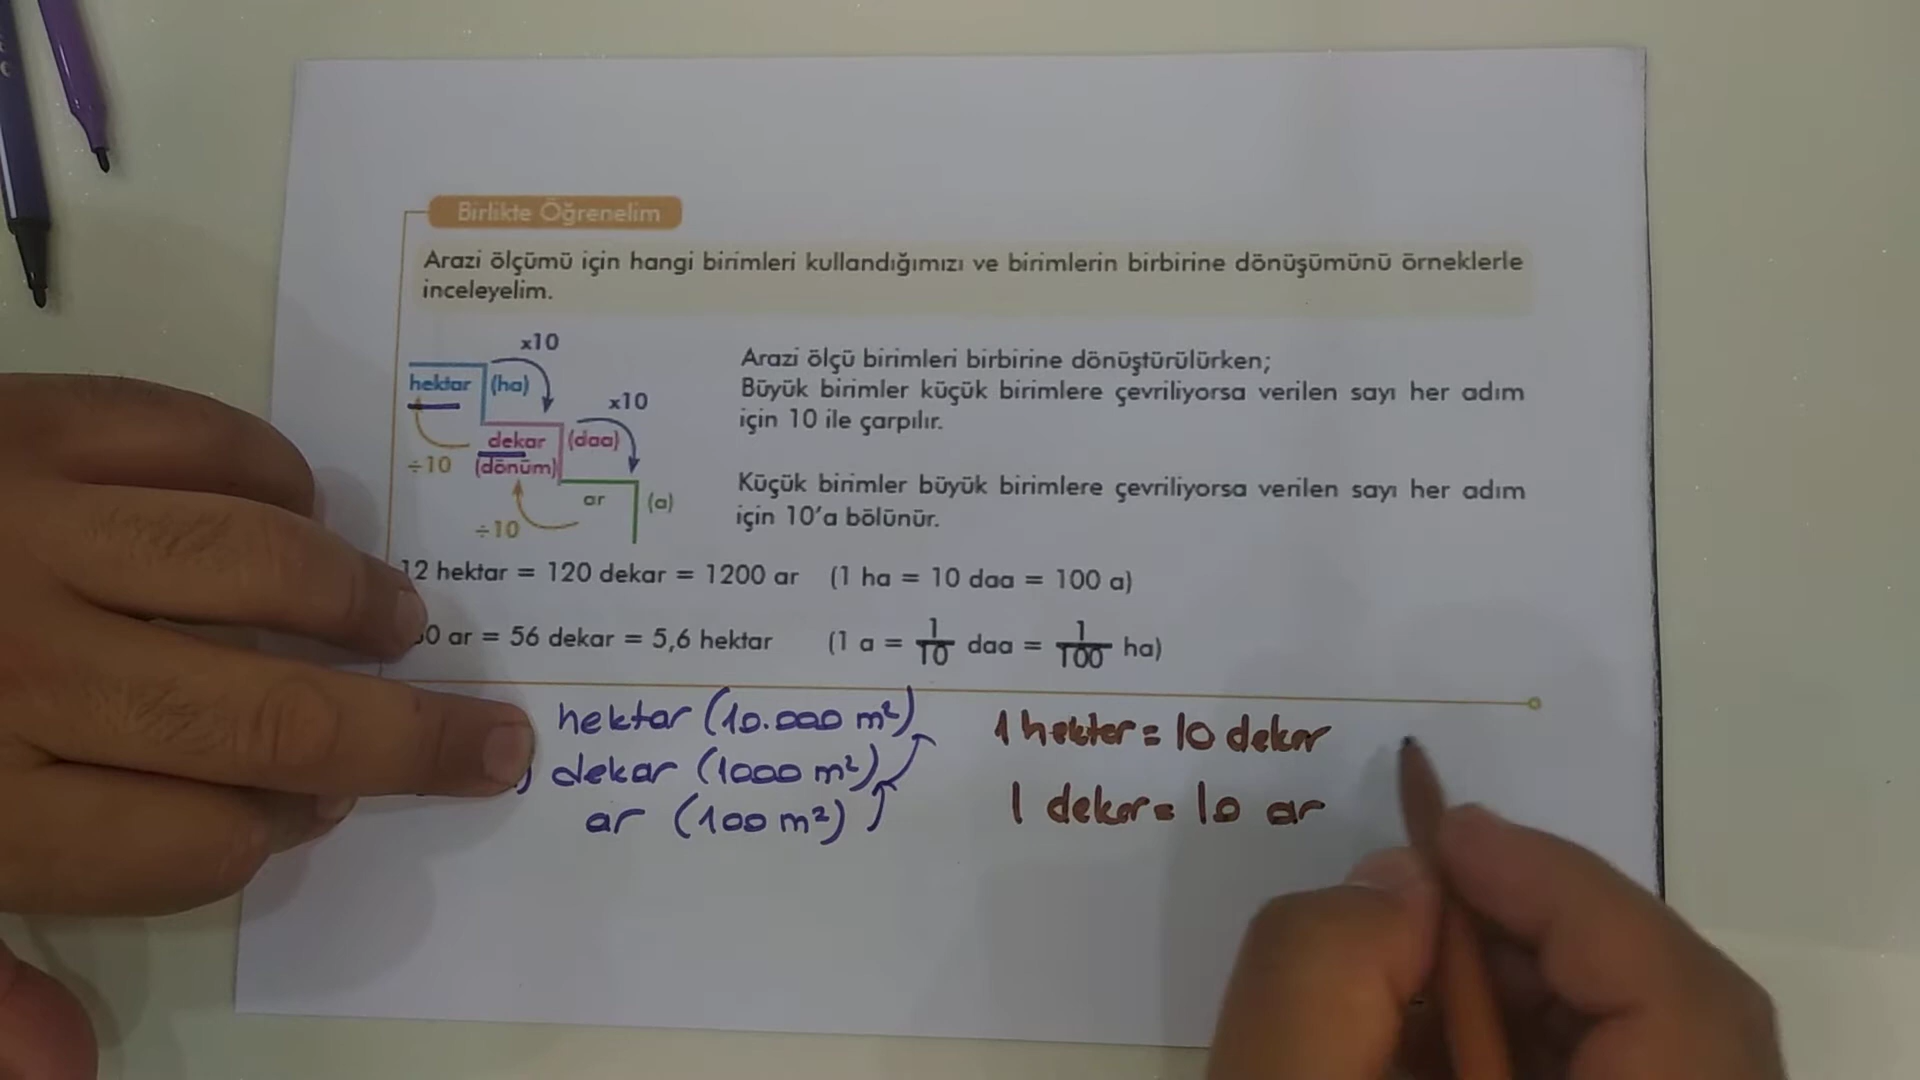 Birlikte Öğrenelim
Arazi ölçümü için hangi birimleri kullandığımızı ve birimlerin birbirine dönüşümünü örneklerle
inceleyelim.
x10
hektar (ha)
x10
dekar (daa)
÷10 (dönüm)
ar (a)
÷10
Arazi ölçü birimleri birbirine dönüştürülürken;
Büyük birimler küçük birimlere çevriliyorsa verilen sayı her adım
için 10 ile çarpılır.
Küçük birimler büyük birimlere çevriliyorsa verilen sayı her adım
için 10'a bölünür.
12 hektar = 120 dekar = 1200 ar (1 ha = 10 daa = 100 a)
ar = 56 dekar = 5,6 hektar (1 a = 1/10 daa = 1/100 ha)
hektar (10.000 m²)
dekar (1000 m²)
ar (100 m²)
1 hektar = 10 dekar
1 dekar = 10 ar